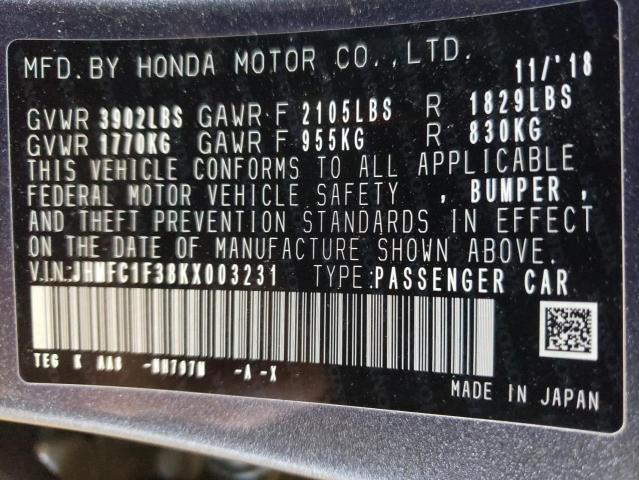 MFD. BY HONDA MOTOR CO., LTD. 11/'18
GVWR 3902LBS GAWR F 2105LBS R 1829LBS
GVWR 1770KG GAWR F 955KG R 830KG
THIS VEHICLE CONFORMS TO ALL APPLICABLE
FEDERAL MOTOR VEHICLE SAFETY , BUMPER ,
AND THEFT PREVENTION STANDARDS IN EFFECT
ON THE DATE OF MANUFACTURE SHOWN ABOVE.
V.I.N:JHMFC1F38KX003231 TYPE:PASSENGER CAR
TEG K AA0 -A -X
MADE IN JAPAN